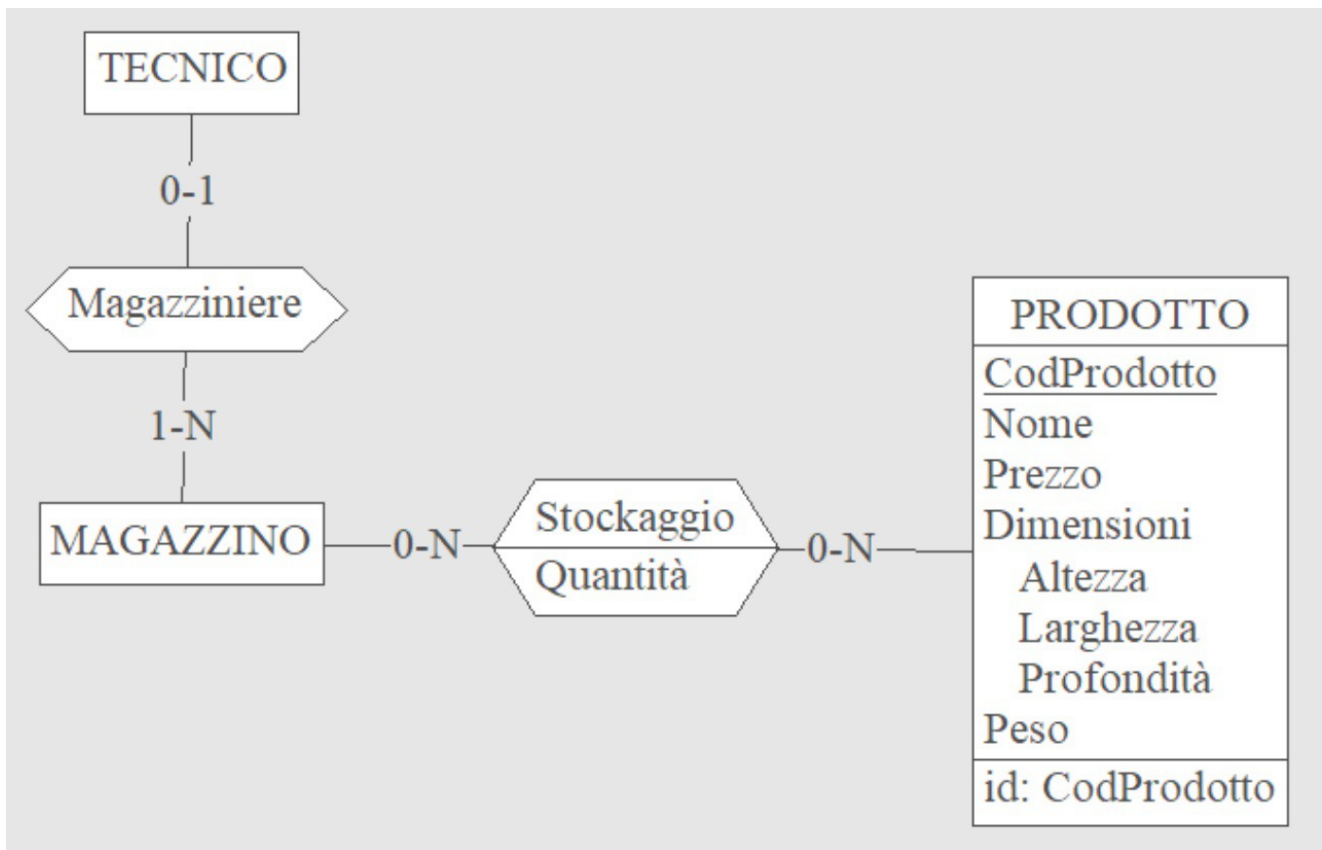 TECNICO
0-1
Magazziniere
1-N
MAGAZZINO
0-N
Stockaggio
Quantità
0-N
PRODOTTO
CodProdotto
Nome
Prezzo
Dimensioni
Altezza
Larghezza
Profondità
Peso
id: CodProdotto